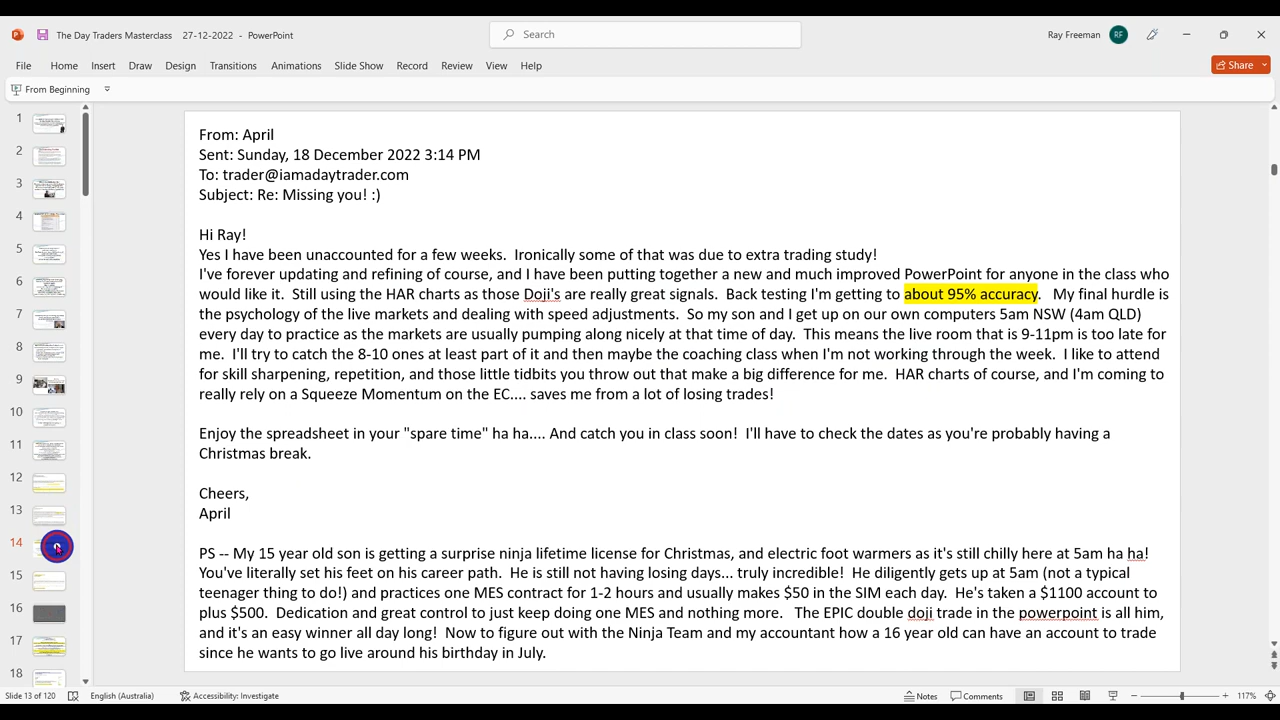 The Day Traders Masterclass 27-12-2022 - PowerPoint
Search
Ray Freeman
RF
File Home Insert Draw Design Transitions Animations Slide Show Record Review View Help
Share
From Beginning
From: April
Sent: Sunday, 18 December 2022 3:14 PM
To: trader@iamadaytrader.com
Subject: Re: Missing you! :)
Hi Ray!
Yes I have been unaccounted for a few weeks. Ironically some of that was due to extra trading study!
I've forever updating and refining of course, and I have been putting together a new and much improved PowerPoint for anyone in the class who
would like it. Still using the HAR charts as those Doji's are really great signals. Back testing I'm getting to about 95% accuracy. My final hurdle is
the psychology of the live markets and dealing with speed adjustments. So my son and I get up on our own computers 5am NSW (4am QLD)
every day to practice as the markets are usually pumping along nicely at that time of day. This means the live room that is 9-11pm is too late for
me. I'll try to catch the 8-10 ones at least part of it and then maybe the coaching class when I'm not working through the week. I like to attend
for skill sharpening, repetition, and those little tidbits you throw out that make a big difference for me. HAR charts of course, and I'm coming to
really rely on a Squeeze Momentum on the EC.... saves me from a lot of losing trades!
Enjoy the spreadsheet in your "spare time" ha ha.... And catch you in class soon! I'll have to check the dates as you're probably having a
Christmas break.
Cheers,
April
PS -- My 15 year old son is getting a surprise ninja lifetime license for Christmas, and electric foot warmers as it's still chilly here at 5am ha ha!
You've literally set his feet on his career path. He is still not having losing days... truly incredible! He diligently gets up at 5am (not a typical
teenager thing to do!) and practices one MES contract for 1-2 hours and usually makes $50 in the SIM each day. He's taken a $1100 account to
plus $500. Dedication and great control to just keep doing one MES and nothing more. The EPIC double doji trade in the powerpoint is all him,
and it's an easy winner all day long! Now to figure out with the Ninja Team and my accountant how a 16 year old can have an account to trade
since he wants to go live around his birthday in July.
1
2
3
4
5
6
7
8
9
10
11
12
13
14
15
16
17
18
Slide 13 of 120 English (Australia) Accessibility: Investigate Notes Comments 117%